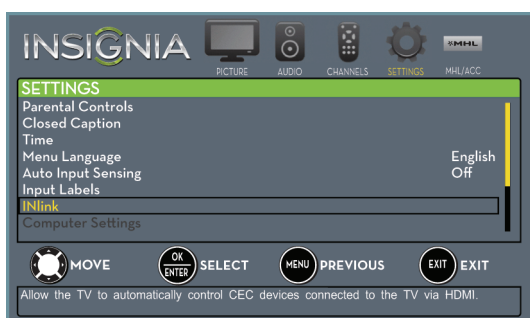 INSIGNIA
PICTURE AUDIO CHANNELS SETTINGS MHL MHL/ACC
SETTINGS
Parental Controls
Closed Caption
Time
Menu Language English
Auto Input Sensing Off
Input Labels
INlink
Computer Settings
MOVE OK ENTER SELECT MENU PREVIOUS EXIT EXIT
Allow the TV to automatically control CEC devices connected to the TV via HDMI.